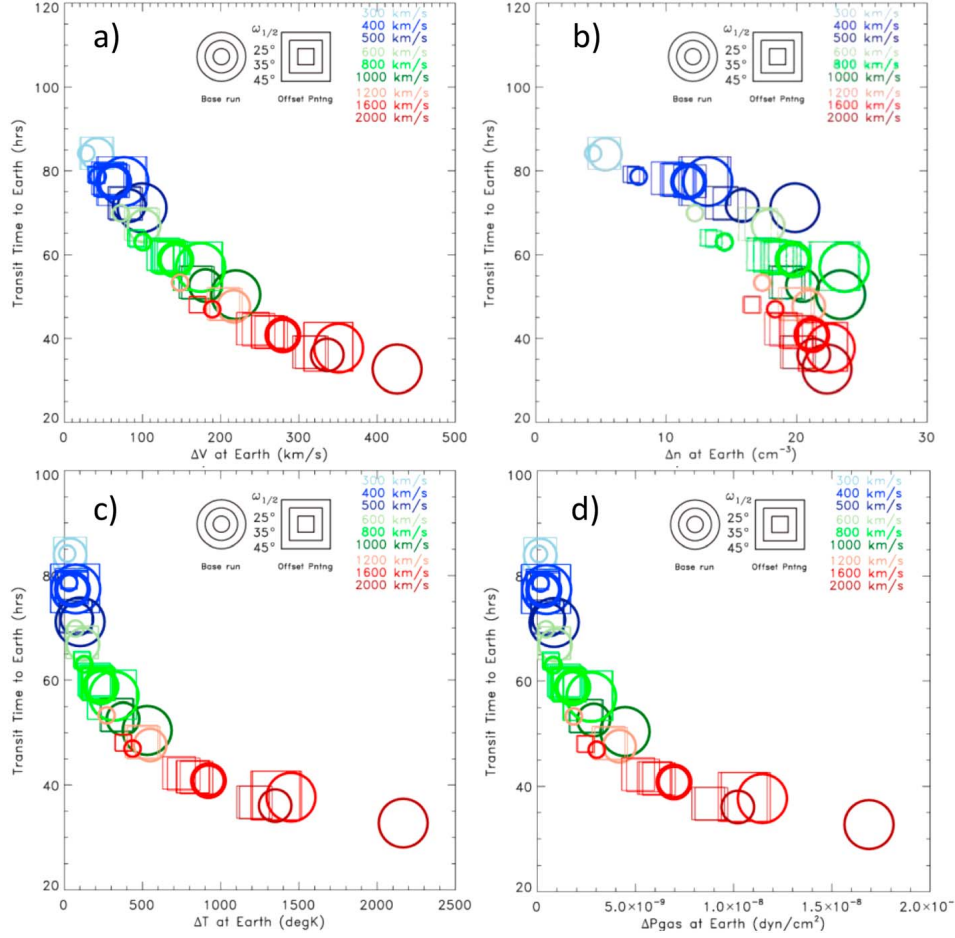 a)
ω1/2
25°
35°
45°
Base run
Offset Pntng
300 km/s
400 km/s
500 km/s
600 km/s
800 km/s
1000 km/s
1200 km/s
1600 km/s
2000 km/s
120
100
80
60
40
20
Transit Time to Earth (hrs)
0
100
200
300
400
500
ΔV at Earth (km/s)
b)
ω1/2
25°
35°
45°
Base run
Offset Pntng
300 km/s
400 km/s
500 km/s
600 km/s
800 km/s
1000 km/s
1200 km/s
1600 km/s
2000 km/s
120
100
80
60
40
20
Transit Time to Earth (hrs)
0
10
20
30
Δn at Earth (cm⁻³)
c)
ω1/2
25°
35°
45°
Base run
Offset Pntng
300 km/s
400 km/s
500 km/s
600 km/s
800 km/s
1000 km/s
1200 km/s
1600 km/s
2000 km/s
100
80
60
40
20
Transit Time to Earth (hrs)
0
500
1000
1500
2000
2500
ΔT at Earth (degK)
d)
ω1/2
25°
35°
45°
Base run
Offset Pntng
300 km/s
400 km/s
500 km/s
600 km/s
800 km/s
1000 km/s
1200 km/s
1600 km/s
2000 km/s
100
80
60
40
20
Transit Time to Earth (hrs)
0
5.0×10⁻⁹
1.0×10⁻⁸
1.5×10⁻⁸
2.0×10⁻
ΔPgas at Earth (dyn/cm²)